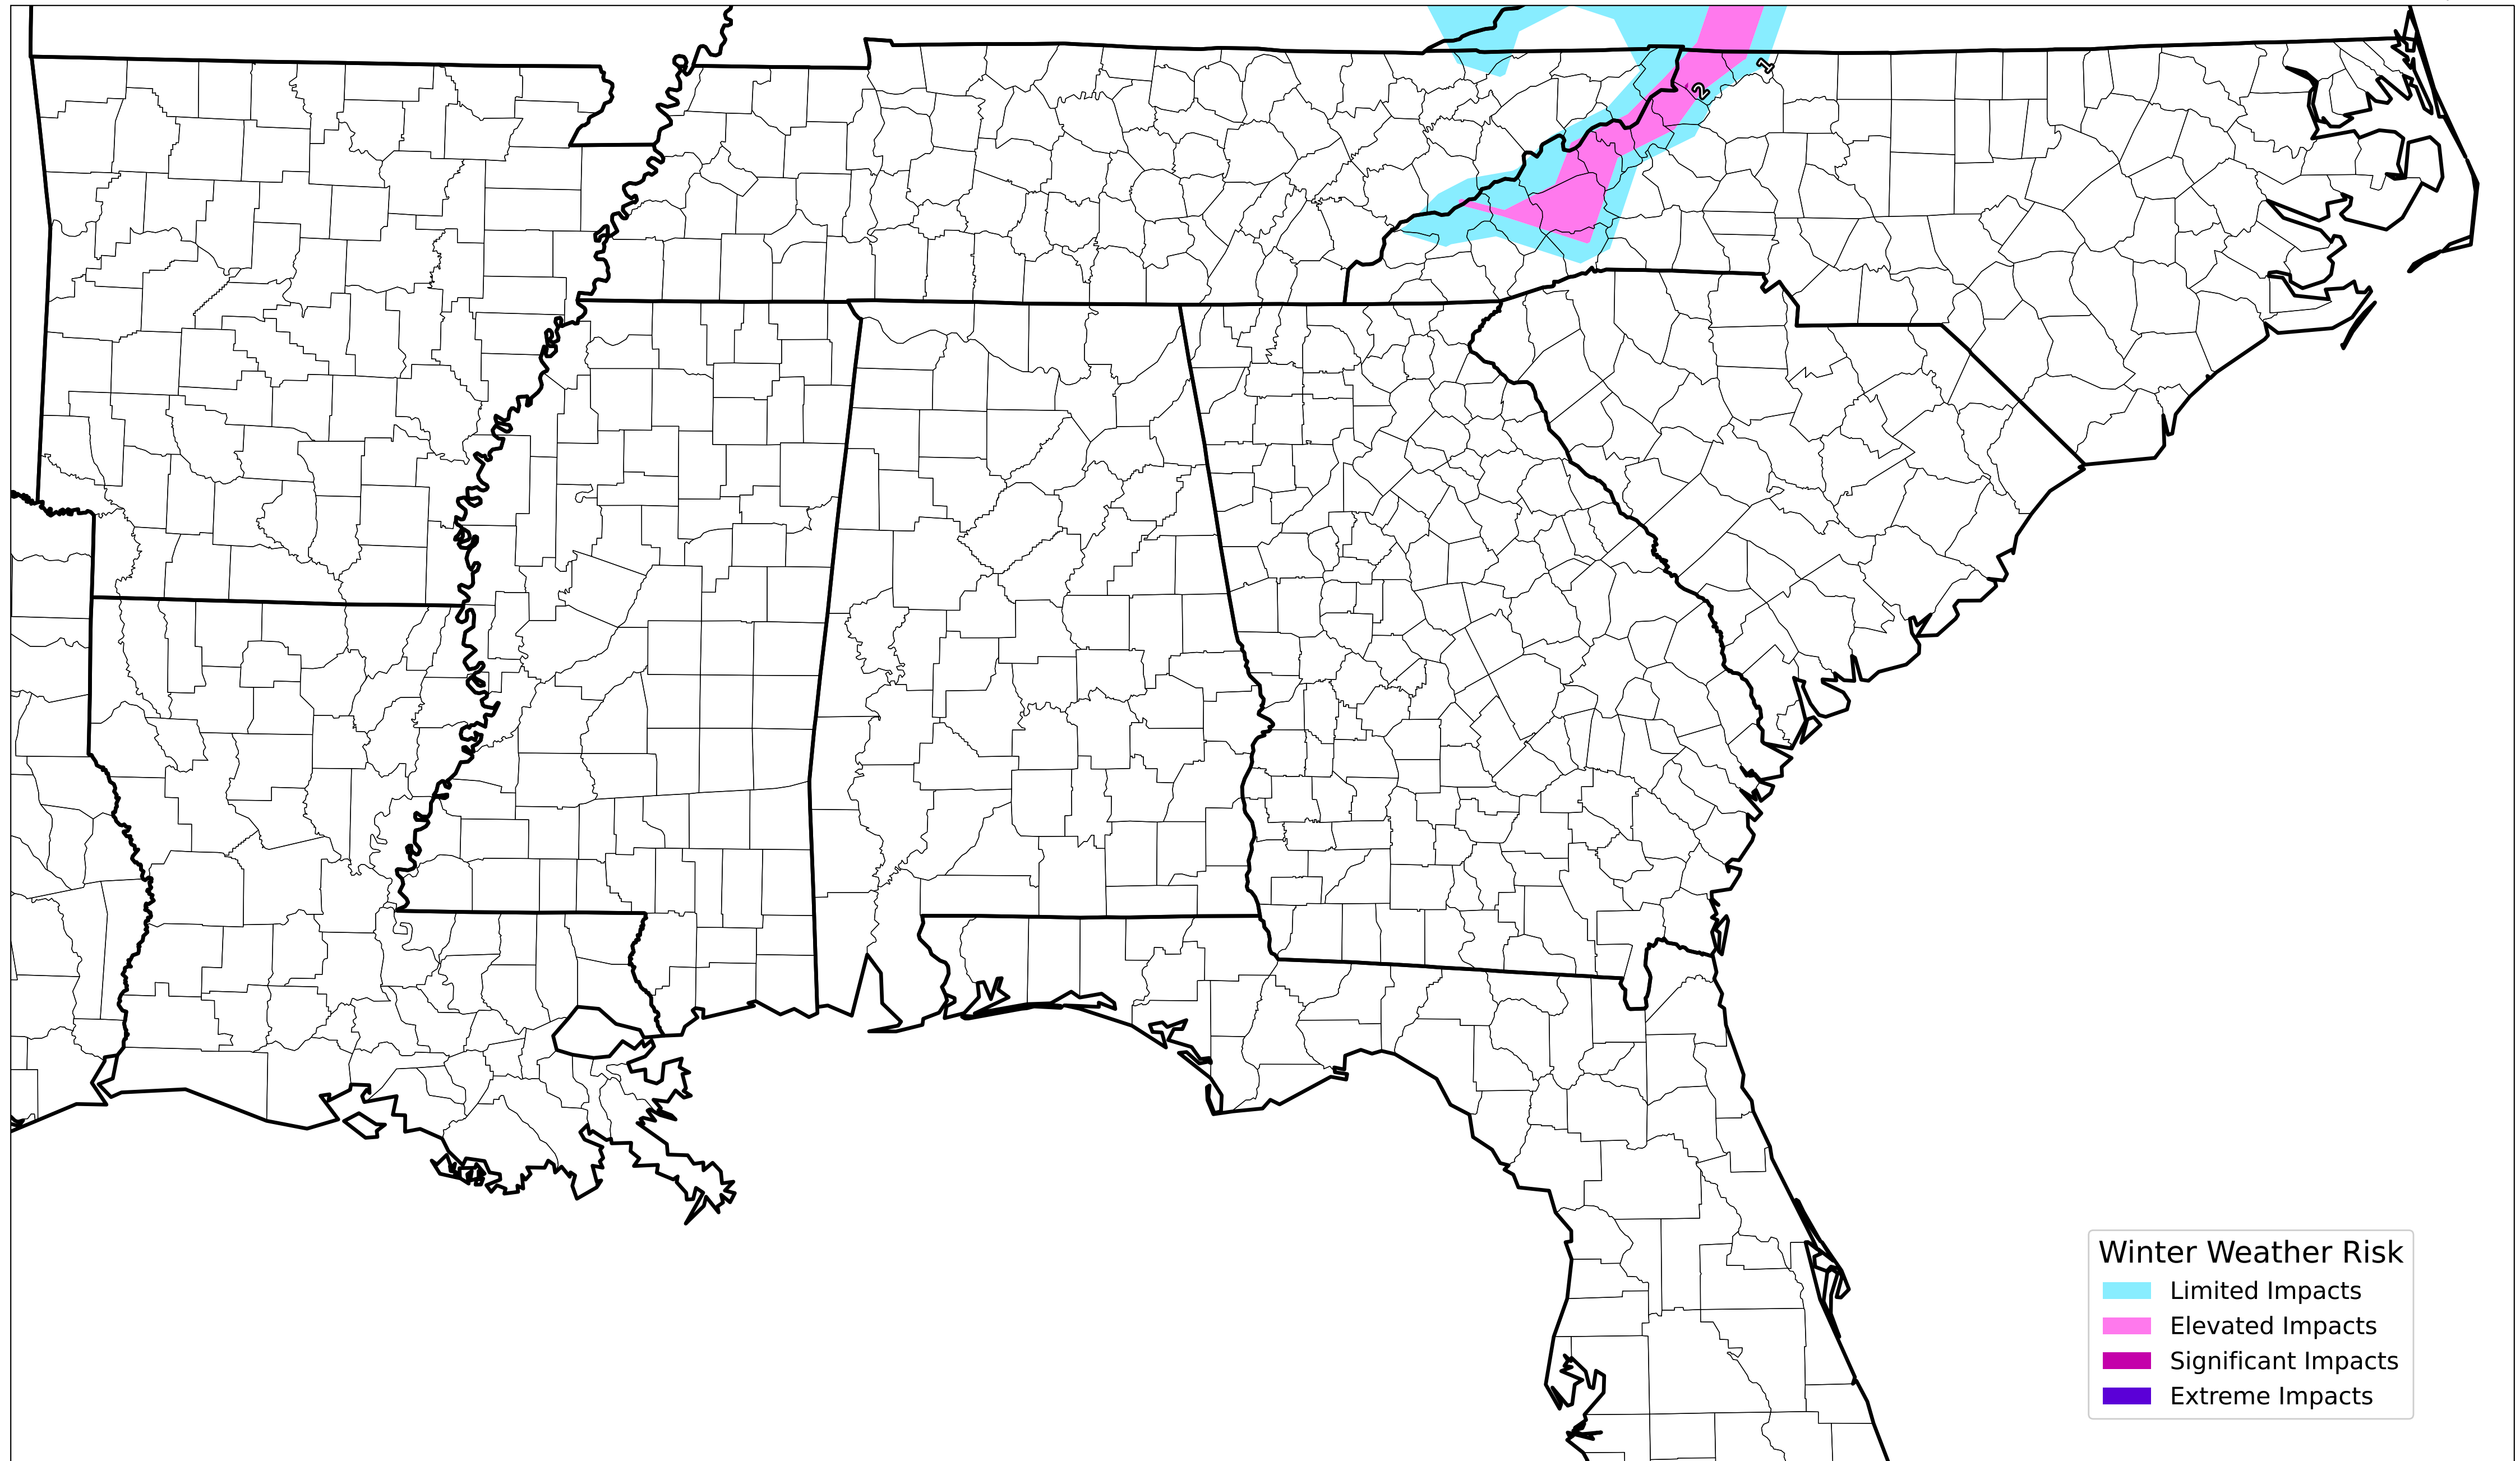 1
2
Winter Weather Risk
Limited Impacts
Elevated Impacts
Significant Impacts
Extreme Impacts